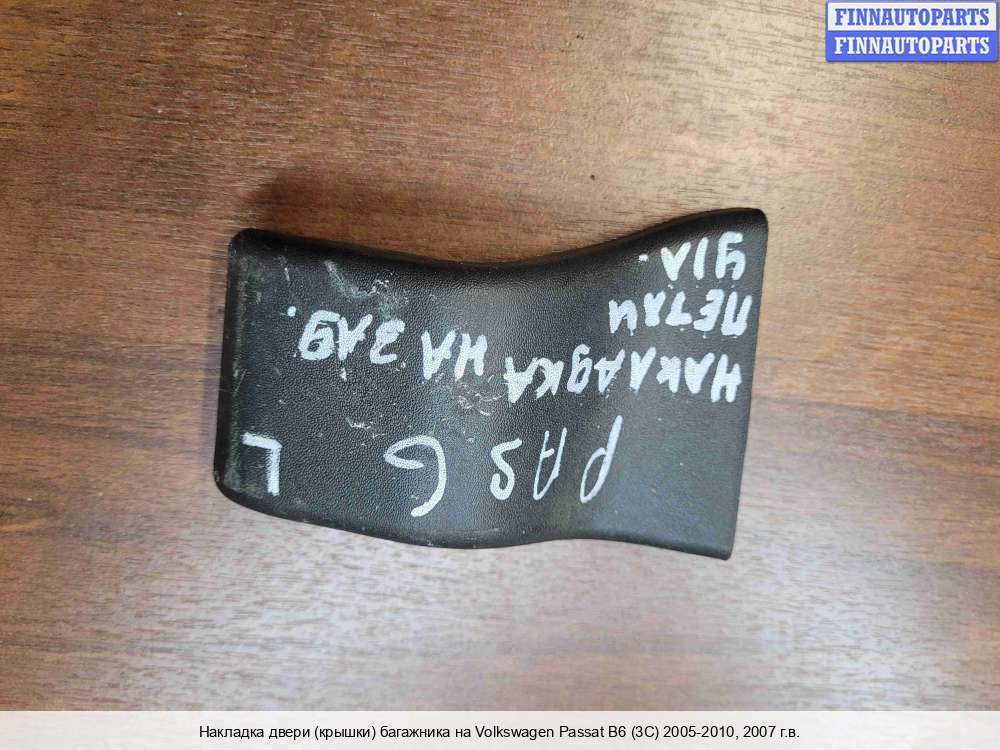 FINNAUTOPARTS
FINNAUTOPARTS
PAS 6 L
НАКЛАДКА НА ЗАД.
ПЕТЛИ
Накладка двери (крышки) багажника на Volkswagen Passat B6 (3C) 2005-2010, 2007 г.в.